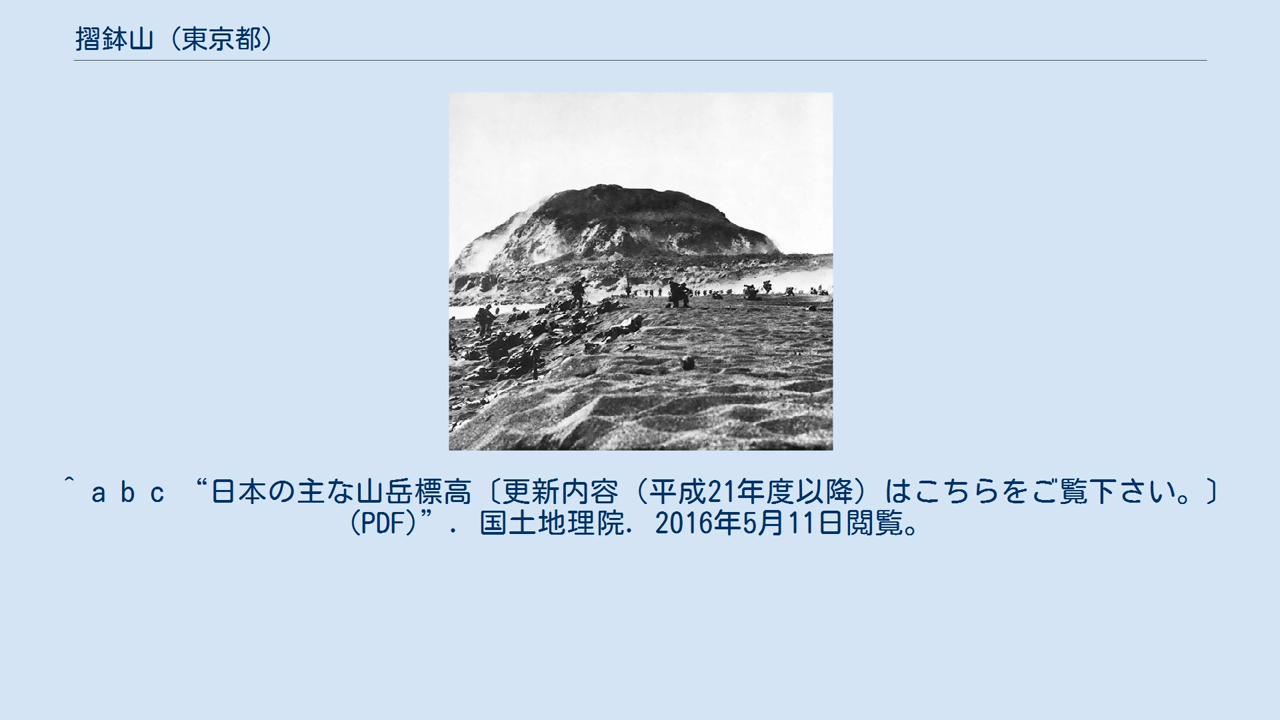 摺鉢山（東京都）
^ a b c “日本の主な山岳標高〔更新内容（平成21年度以降）はこちらをご覧下さい。〕
(PDF)”. 国土地理院. 2016年5月11日閲覧。